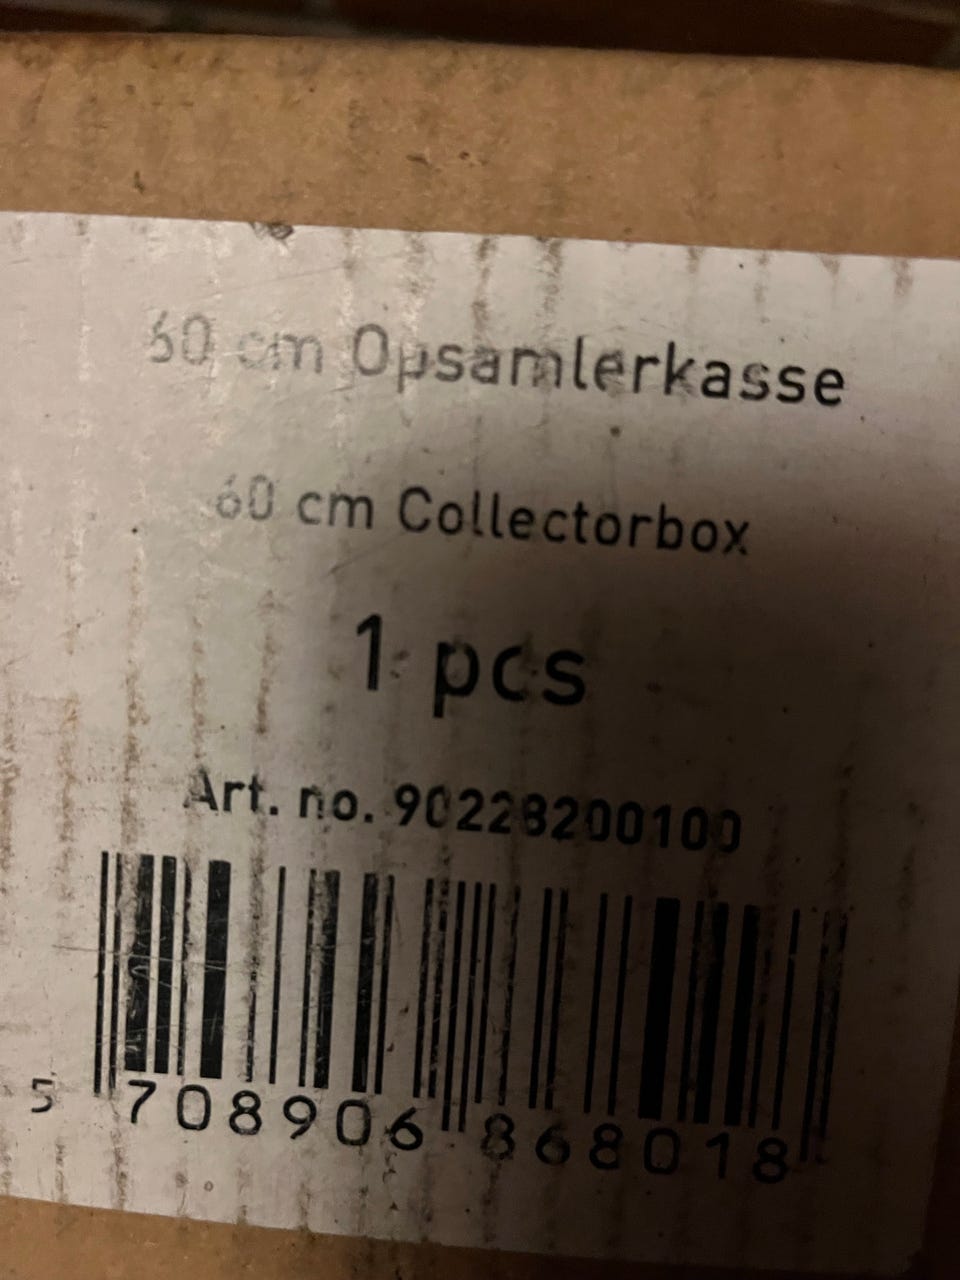 60 cm Opsamlerkasse
60 cm Collectorbox
1 pcs
Art. no. 90228200100
5 708906 868018